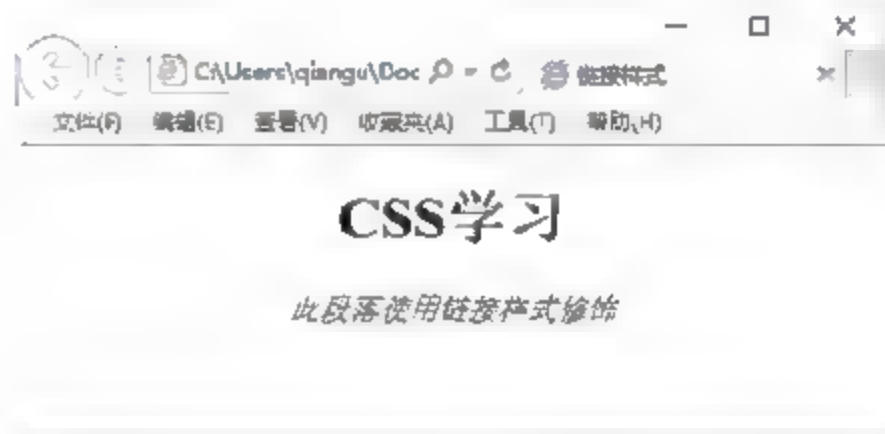 C:\Users\qiangu\Doc 链接样式
文件(F) 编辑(E) 查看(V) 收藏夹(A) 工具(T) 帮助(H)
CSS学习
此段落使用链接样式修饰